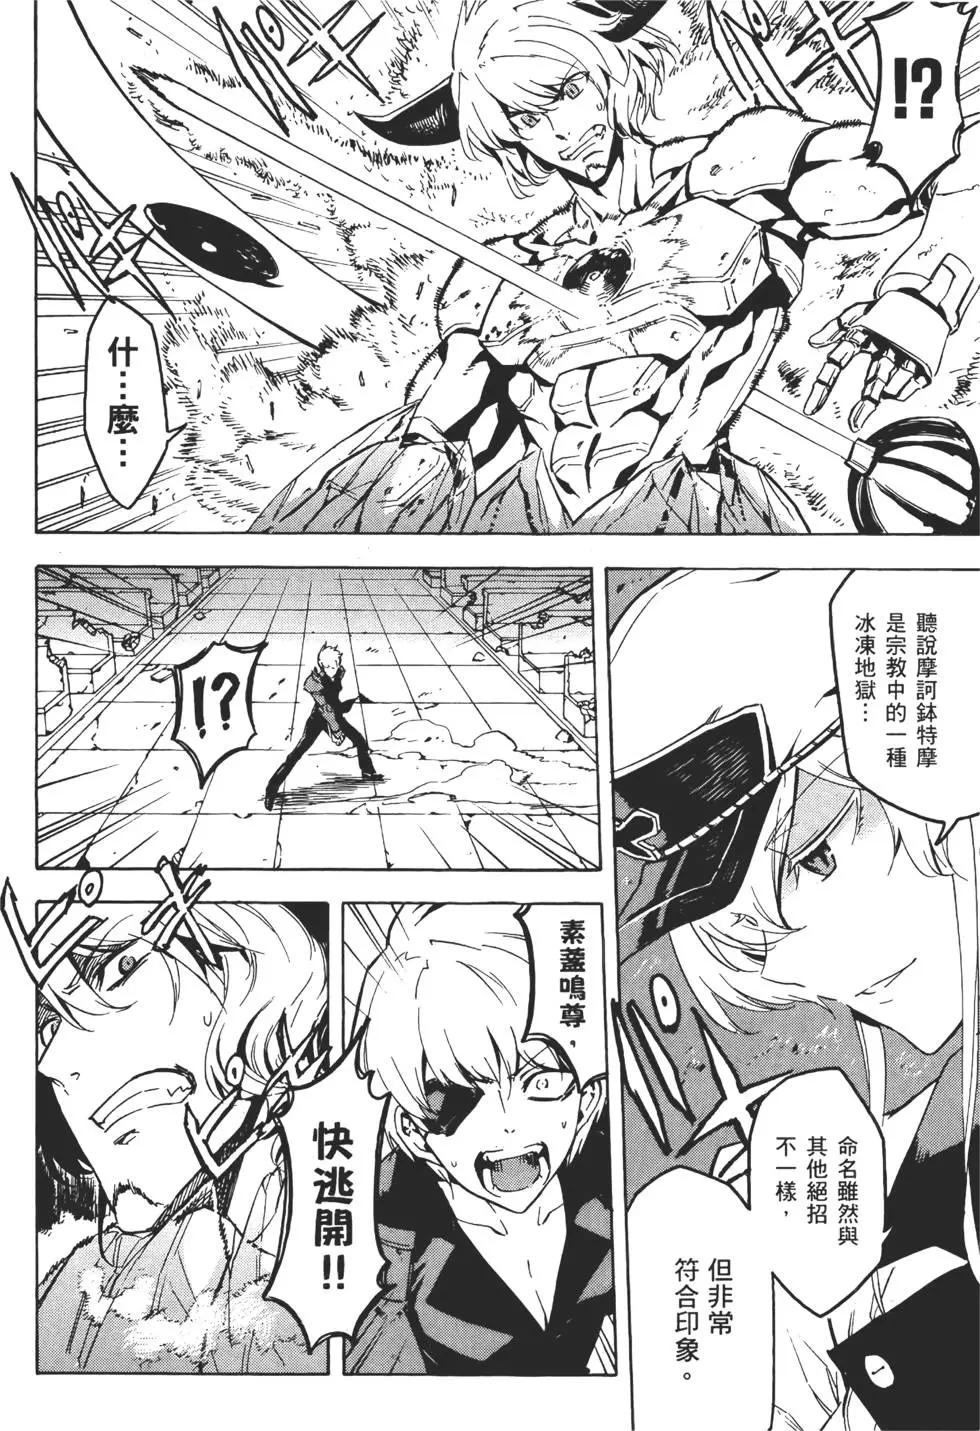 !?
什…麼…
聽說摩訶鉢特摩
是宗教中的一種
冰凍地獄…
!?
命名雖然與
其他絕招
不一樣，
但非常
符合印象。
素盞嗚尊，
快逃開!!